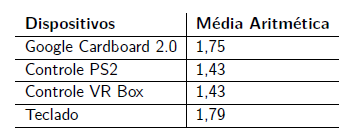 Dispositivos Média Aritmética
Google Cardboard 2.0 1,75
Controle PS2 1,43
Controle VR Box 1,43
Teclado 1,79